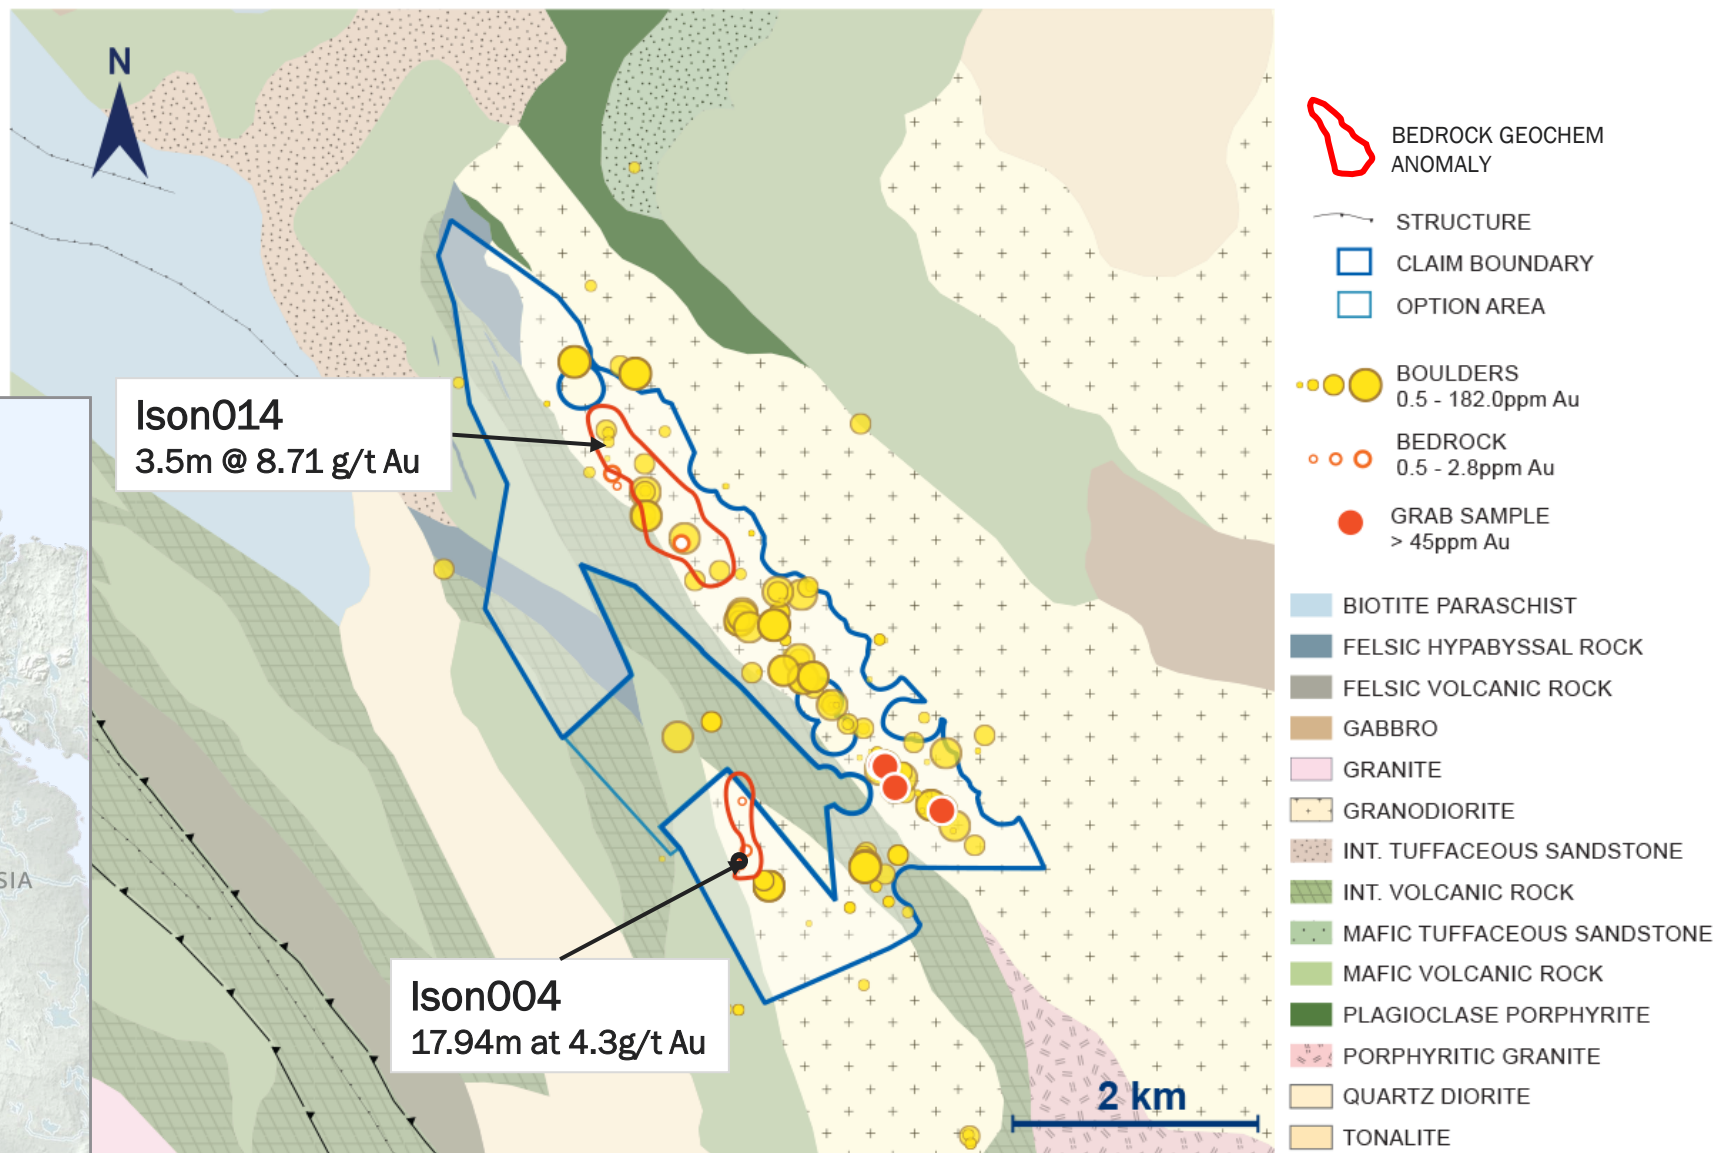 N
Ison014
3.5m @ 8.71 g/t Au
SIA
Ison004
17.94m at 4.3g/t Au
2 km
BEDROCK GEOCHEM
ANOMALY
STRUCTURE
CLAIM BOUNDARY
OPTION AREA
BOULDERS
0.5 - 182.0ppm Au
BEDROCK
0.5 - 2.8ppm Au
GRAB SAMPLE
> 45ppm Au
BIOTITE PARASCHIST
FELSIC HYPABYSSAL ROCK
FELSIC VOLCANIC ROCK
GABBRO
GRANITE
GRANODIORITE
INT. TUFFACEOUS SANDSTONE
INT. VOLCANIC ROCK
MAFIC TUFFACEOUS SANDSTONE
MAFIC VOLCANIC ROCK
PLAGIOCLASE PORPHYRITE
PORPHYRITIC GRANITE
QUARTZ DIORITE
TONALITE